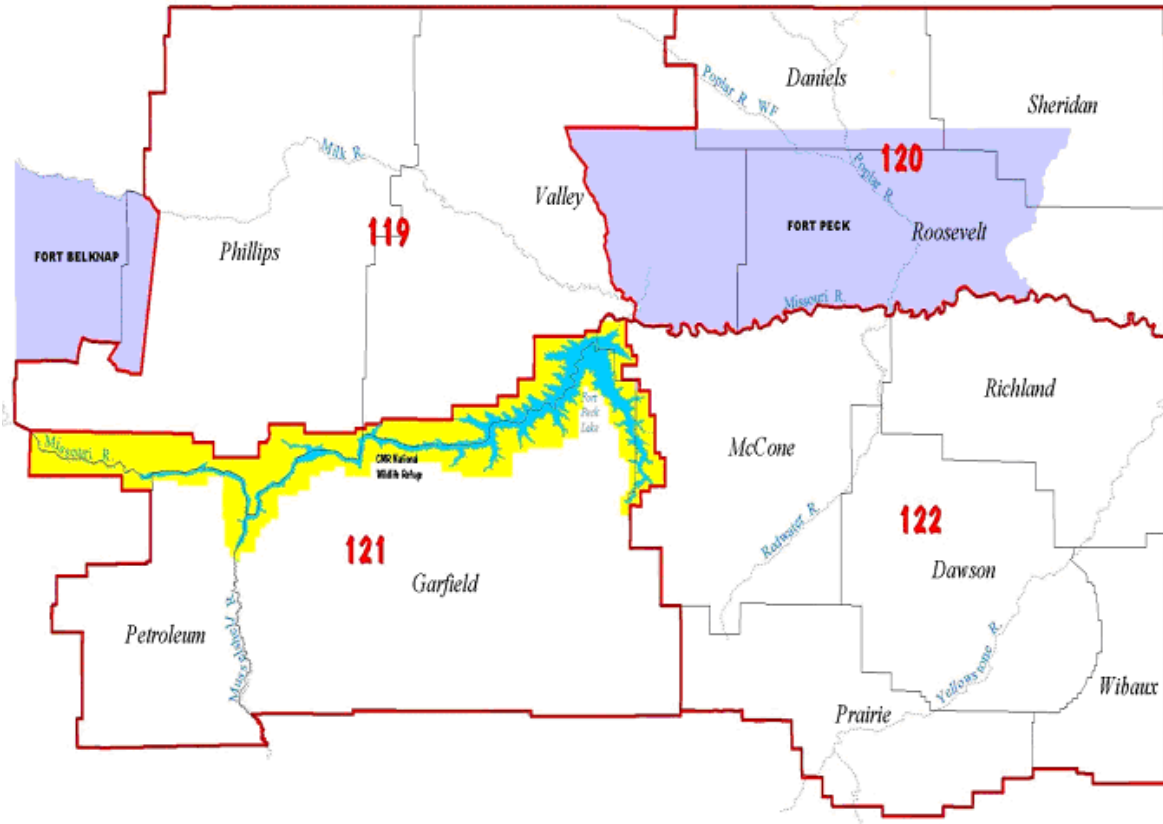 Daniels
Poplar R. WF
Sheridan
Milk R.
120
Poplar R.
Valley
119
FORT PECK
Roosevelt
Phillips
FORT BELKNAP
Missouri R.
Richland
Fort
Peck
Lake
McCone
Missouri R.
CMR National
Wildlife Refuge
Redwater R.
122
121
Dawson
Garfield
Musselshell R.
Petroleum
Yellowstone R.
Wibaux
Prairie